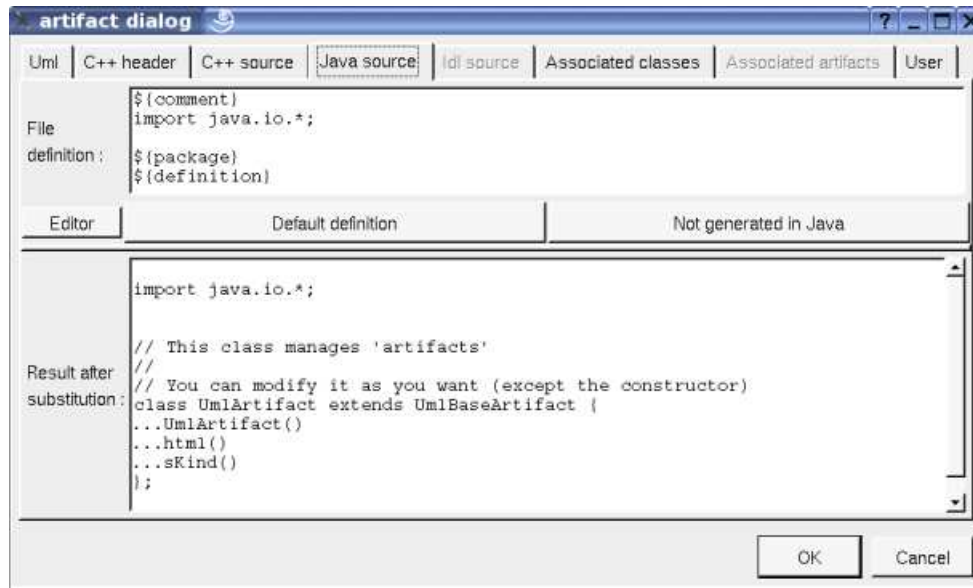 artifact dialog
Uml C++ header C++ source Java source Idl source Associated classes Associated artifacts User
File definition :
${comment}
import java.io.*;
${package}
${definition}
Editor Default definition Not generated in Java
Result after substitution :
import java.io.*;
// This class manages 'artifacts'
//
// You can modify it as you want (except the constructor)
class UmlArtifact extends UmlBaseArtifact {
...UmlArtifact()
...html()
...sKind()
};
OK Cancel